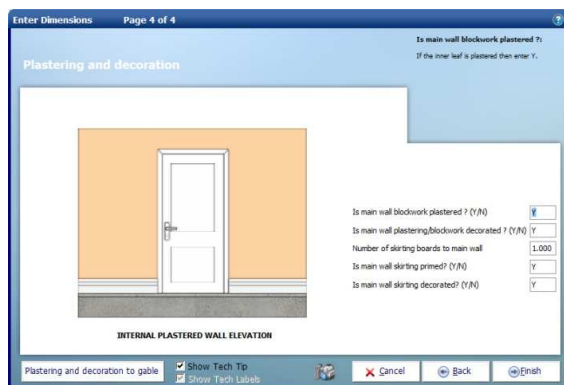 Enter Dimensions Page 4 of 4
Is main wall blockwork plastered ?:
If the inner leaf is plastered then enter Y.
Plastering and decoration
Is main wall blockwork plastered ? (Y/N) Y
Is main wall plastering/blockwork decorated ? (Y/N) Y
Number of skirting boards to main wall 1.000
Is main wall skirting primed? (Y/N) Y
Is main wall skirting decorated? (Y/N) Y
INTERNAL PLASTERED WALL ELEVATION
Plastering and decoration to gable
Show Tech Tip
Show Tech Labels
Cancel
Back
Finish